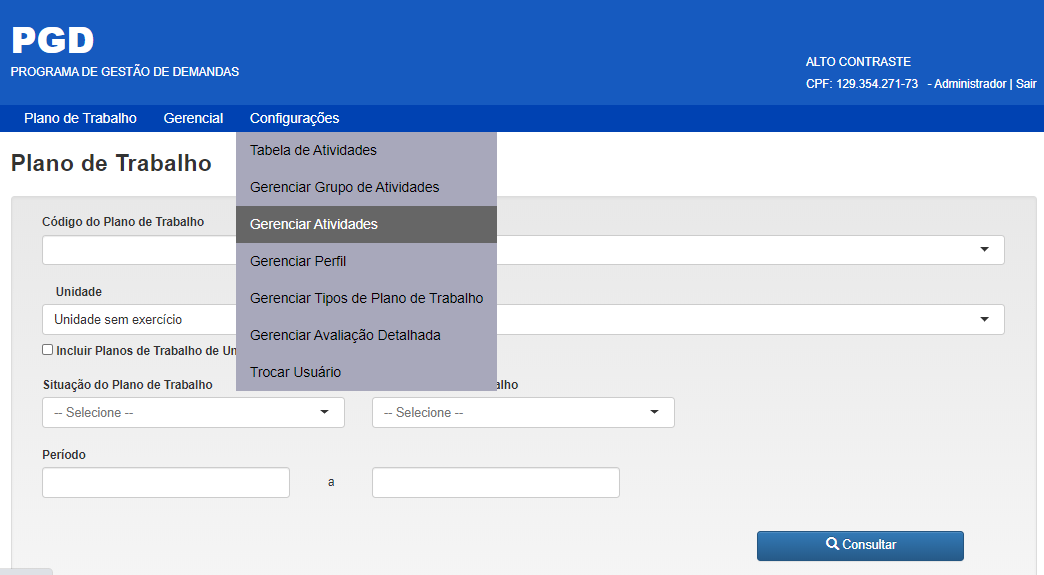 PGD
PROGRAMA DE GESTÃO DE DEMANDAS
ALTO CONTRASTE
CPF: 129.354.271-73 - Administrador | Sair
Plano de Trabalho Gerencial Configurações
Tabela de Atividades
Gerenciar Grupo de Atividades
Gerenciar Atividades
Gerenciar Perfil
Gerenciar Tipos de Plano de Trabalho
Gerenciar Avaliação Detalhada
Trocar Usuário
Plano de Trabalho
Código do Plano de Trabalho
Unidade
Unidade sem exercício
Incluir Planos de Trabalho de
Situação do Plano de Trabalho
-- Selecione -- -- Selecione --
Período
a
Consultar